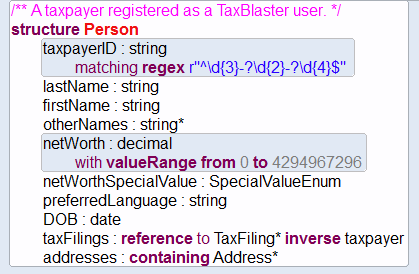 /** A taxpayer registered as a TaxBlaster user. */
structure Person
taxpayerID : string
matching regex r"^\d{3}-?\d{2}-?\d{4}$"
lastName : string
firstName : string
otherNames : string*
netWorth : decimal
with valueRange from 0 to 4294967296
netWorthSpecialValue : SpecialValueEnum
preferredLanguage : string
DOB : date
taxFilings : reference to TaxFiling* inverse taxpayer
addresses : containing Address*